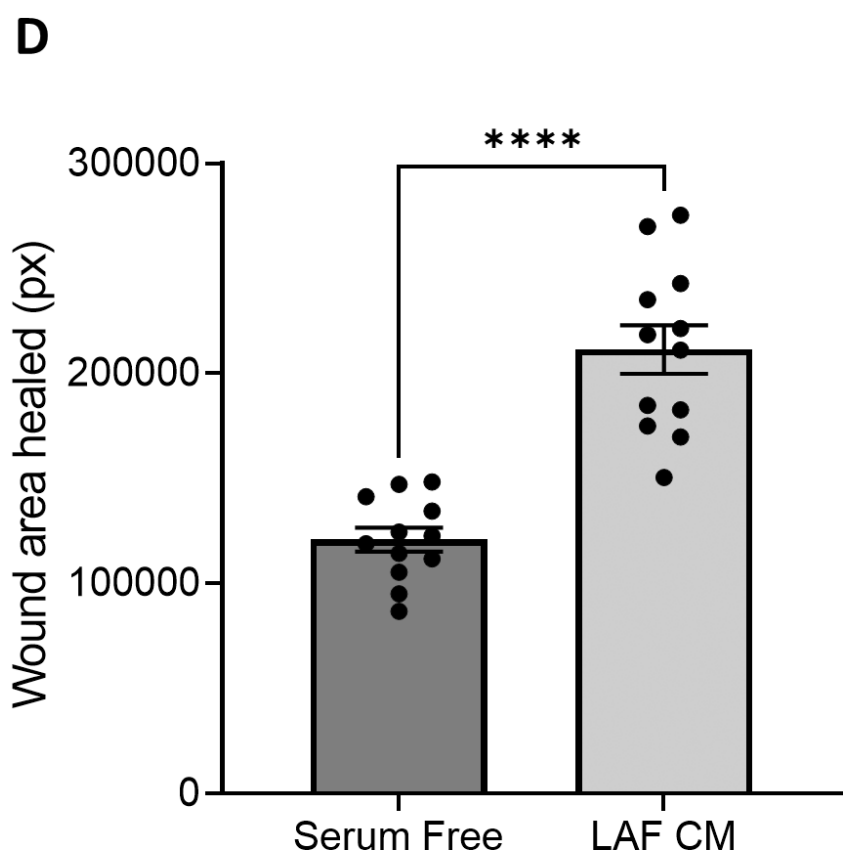 D
****
300000
200000
100000
0
Wound area healed (px)
Serum Free
LAF CM